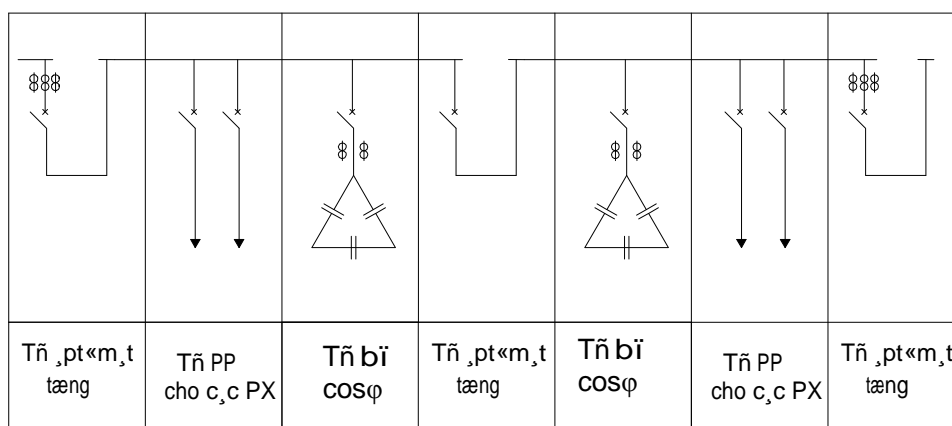 Tñ ¸pt«m¸t
tæng
Tñ PP
cho c¸c PX
Tñ bï
cosφ
Tñ ¸pt«m¸t
tæng
Tñ bï
cosφ
Tñ PP
cho c¸c PX
Tñ ¸pt«m¸t
tæng